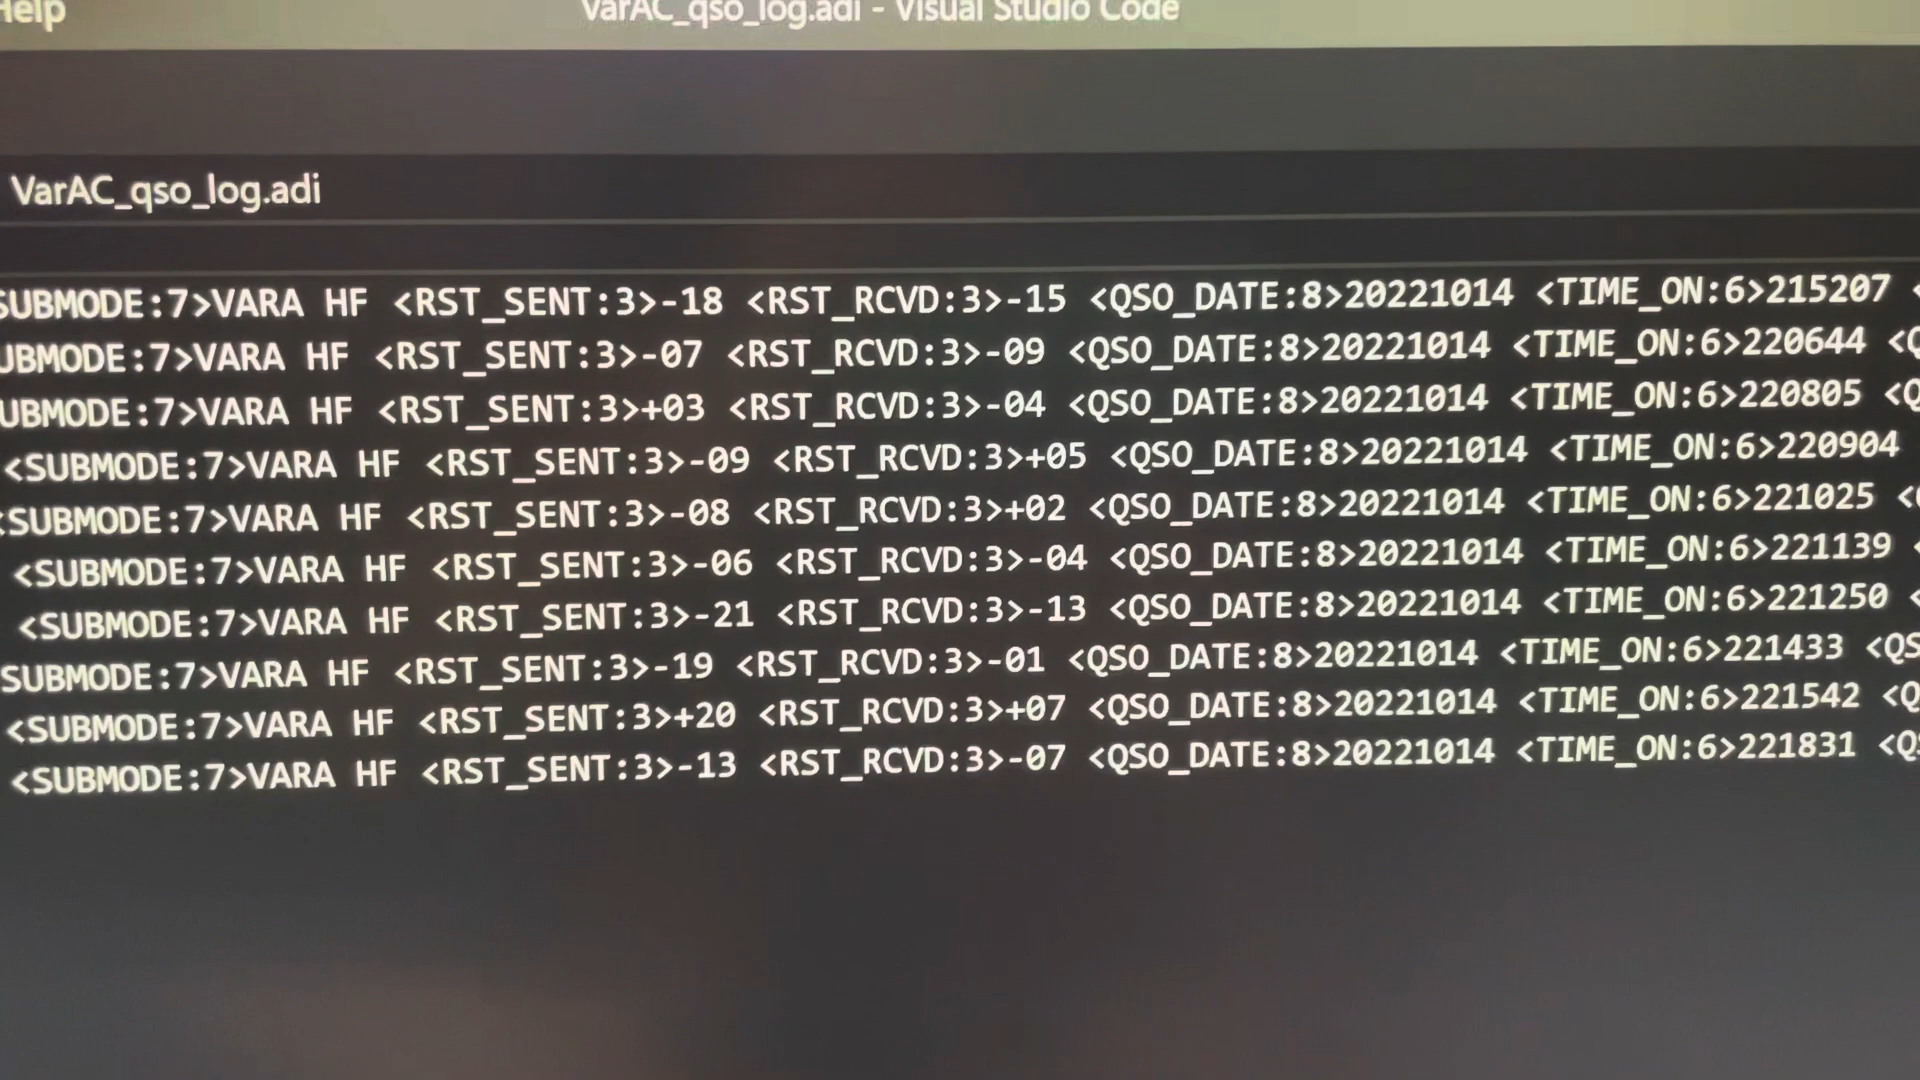 Help
VarAC_qso_log.adi - Visual Studio Code
VarAC_qso_log.adi
SUBMODE:7>VARA HF <RST_SENT:3>-18 <RST_RCVD:3>-15 <QSO_DATE:8>20221014 <TIME_ON:6>215207 <
UBMODE:7>VARA HF <RST_SENT:3>-07 <RST_RCVD:3>-09 <QSO_DATE:8>20221014 <TIME_ON:6>220644 <Q
UBMODE:7>VARA HF <RST_SENT:3>+03 <RST_RCVD:3>-04 <QSO_DATE:8>20221014 <TIME_ON:6>220805 <Q
<SUBMODE:7>VARA HF <RST_SENT:3>-09 <RST_RCVD:3>+05 <QSO_DATE:8>20221014 <TIME_ON:6>220904
<SUBMODE:7>VARA HF <RST_SENT:3>-08 <RST_RCVD:3>+02 <QSO_DATE:8>20221014 <TIME_ON:6>221025 <Q
<SUBMODE:7>VARA HF <RST_SENT:3>-06 <RST_RCVD:3>-04 <QSO_DATE:8>20221014 <TIME_ON:6>221139 <
<SUBMODE:7>VARA HF <RST_SENT:3>-21 <RST_RCVD:3>-13 <QSO_DATE:8>20221014 <TIME_ON:6>221250 <
SUBMODE:7>VARA HF <RST_SENT:3>-19 <RST_RCVD:3>-01 <QSO_DATE:8>20221014 <TIME_ON:6>221433 <QS
<SUBMODE:7>VARA HF <RST_SENT:3>+20 <RST_RCVD:3>+07 <QSO_DATE:8>20221014 <TIME_ON:6>221542 <Q
<SUBMODE:7>VARA HF <RST_SENT:3>-13 <RST_RCVD:3>-07 <QSO_DATE:8>20221014 <TIME_ON:6>221831 <QS